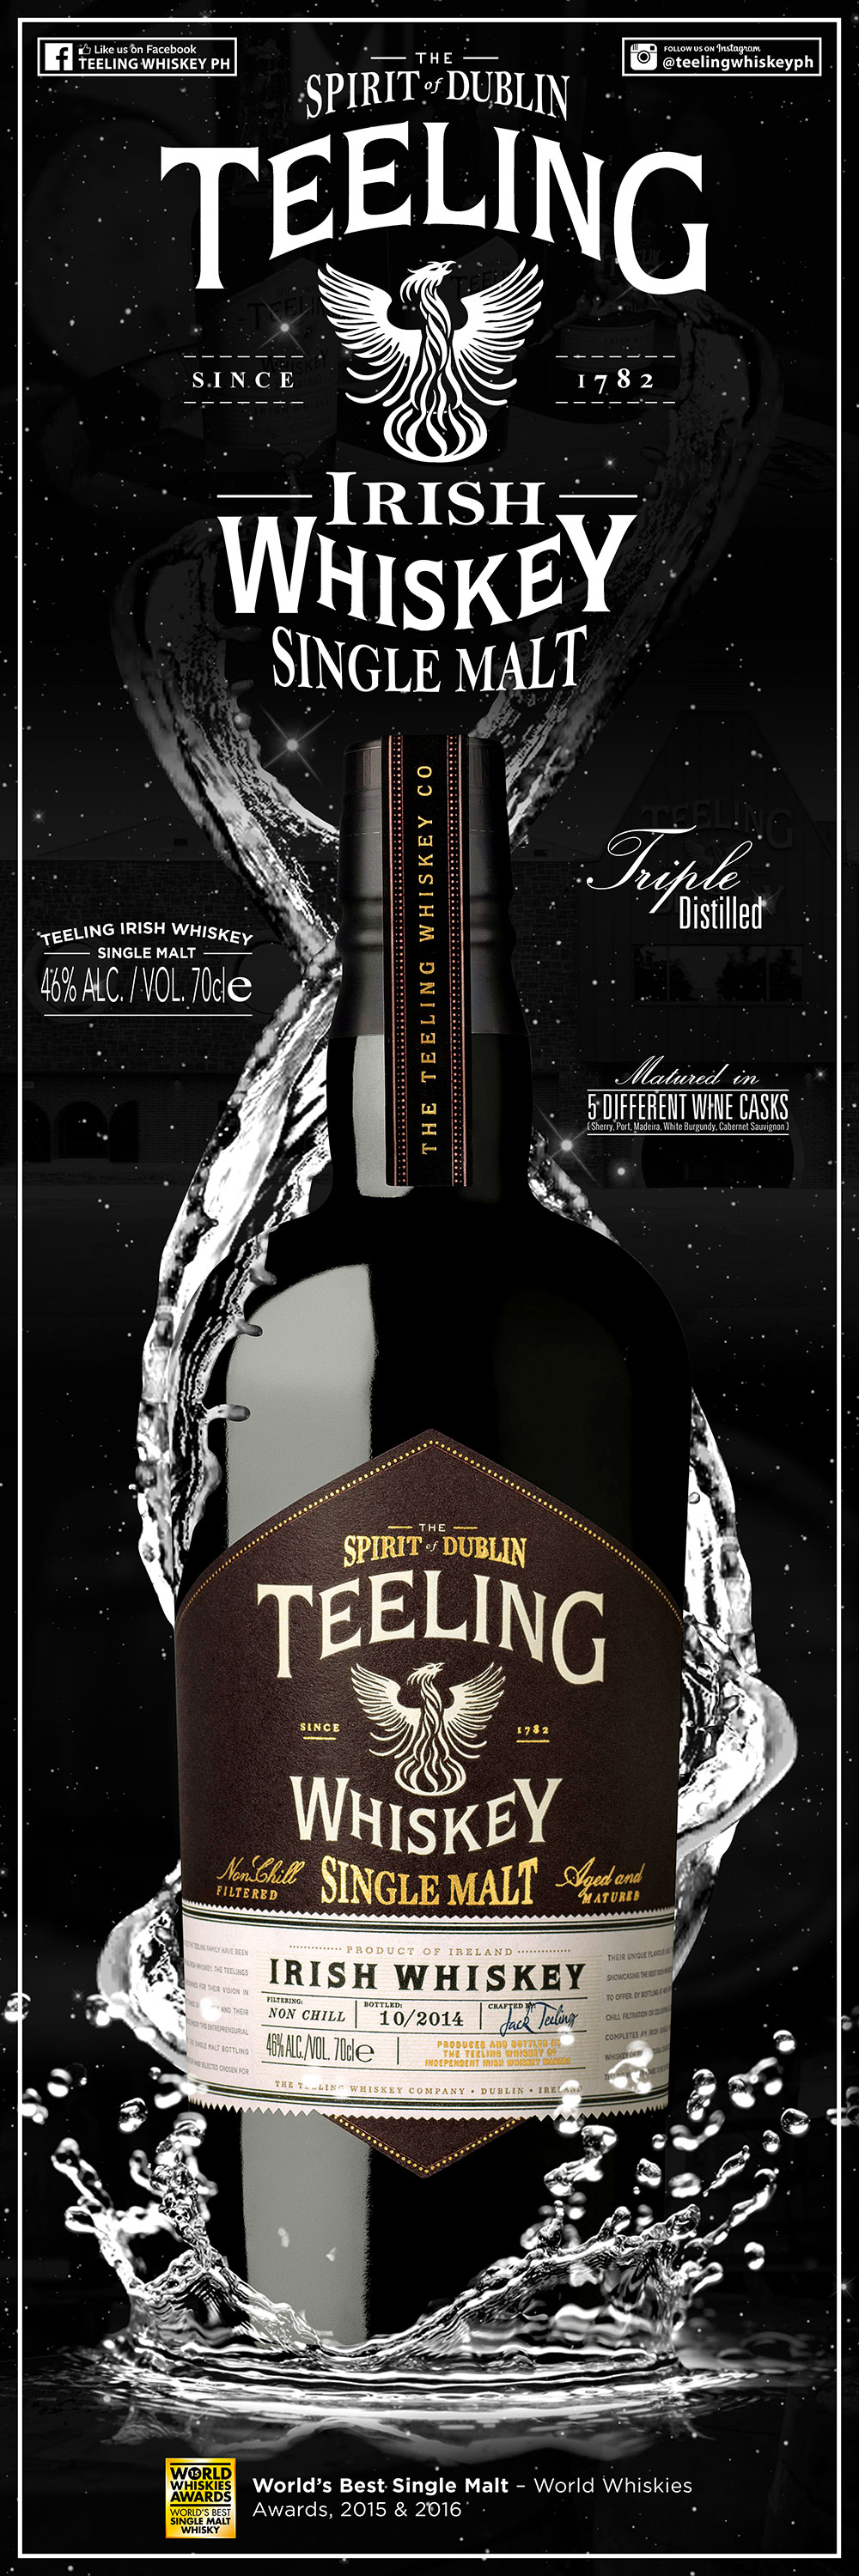 Like us on Facebook
TEELING WHISKEY PH
FOLLOW US ON Instagram
@teelingwhiskeyph
THE
SPIRIT of DUBLIN
TEELING
SINCE
1782
IRISH
WHISKEY
SINGLE MALT
THE TEELING WHISKEY CO
Triple
Distilled
TEELING IRISH WHISKEY
SINGLE MALT
46% ALC. / VOL. 70cl e
Matured in
5 DIFFERENT WINE CASKS
(Sherry, Port, Madeira, White Burgundy, Cabernet Sauvignon)
THE
SPIRIT of DUBLIN
TEELING
SINCE
1782
WHISKEY
Non Chill
FILTERED
SINGLE MALT
Aged and
MATURED
PRODUCT OF IRELAND
IRISH WHISKEY
FILTERING:
NON CHILL
BOTTLED:
10/2014
CRAFTED BY
Jack Teeling
46% ALC./VOL. 70cl e
PRODUCED AND BOTTLED BY
THE TEELING WHISKEY CO
INDEPENDENT IRISH WHISKEY
THE TEELING WHISKEY COMPANY • DUBLIN • IRELAND
WORLD
WHISKIES
AWARDS
WORLD'S BEST
SINGLE MALT
WHISKY
World's Best Single Malt – World Whiskies
Awards, 2015 & 2016